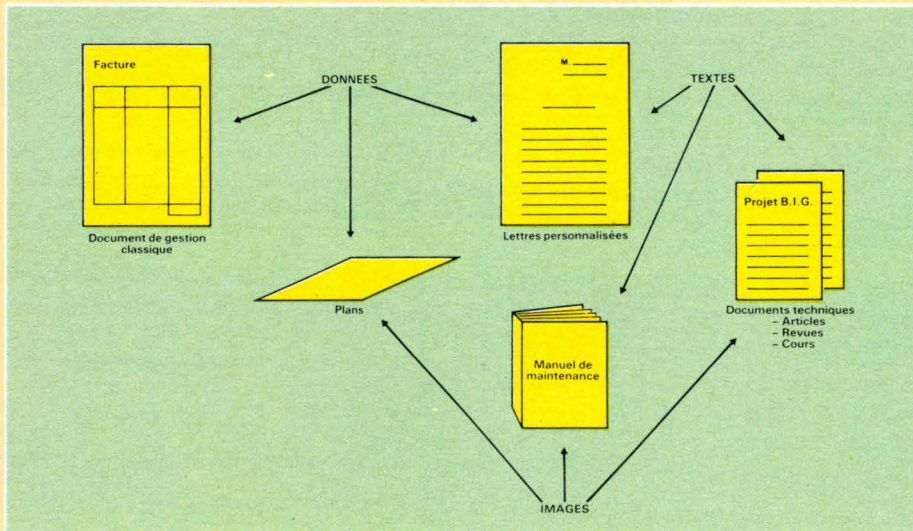 Facture
DONNEES
M.
TEXTES
Projet B.I.G.
Document de gestion
classique
Lettres personnalisées
Plans
Manuel de
maintenance
Documents techniques
– Articles
– Revues
– Cours
IMAGES